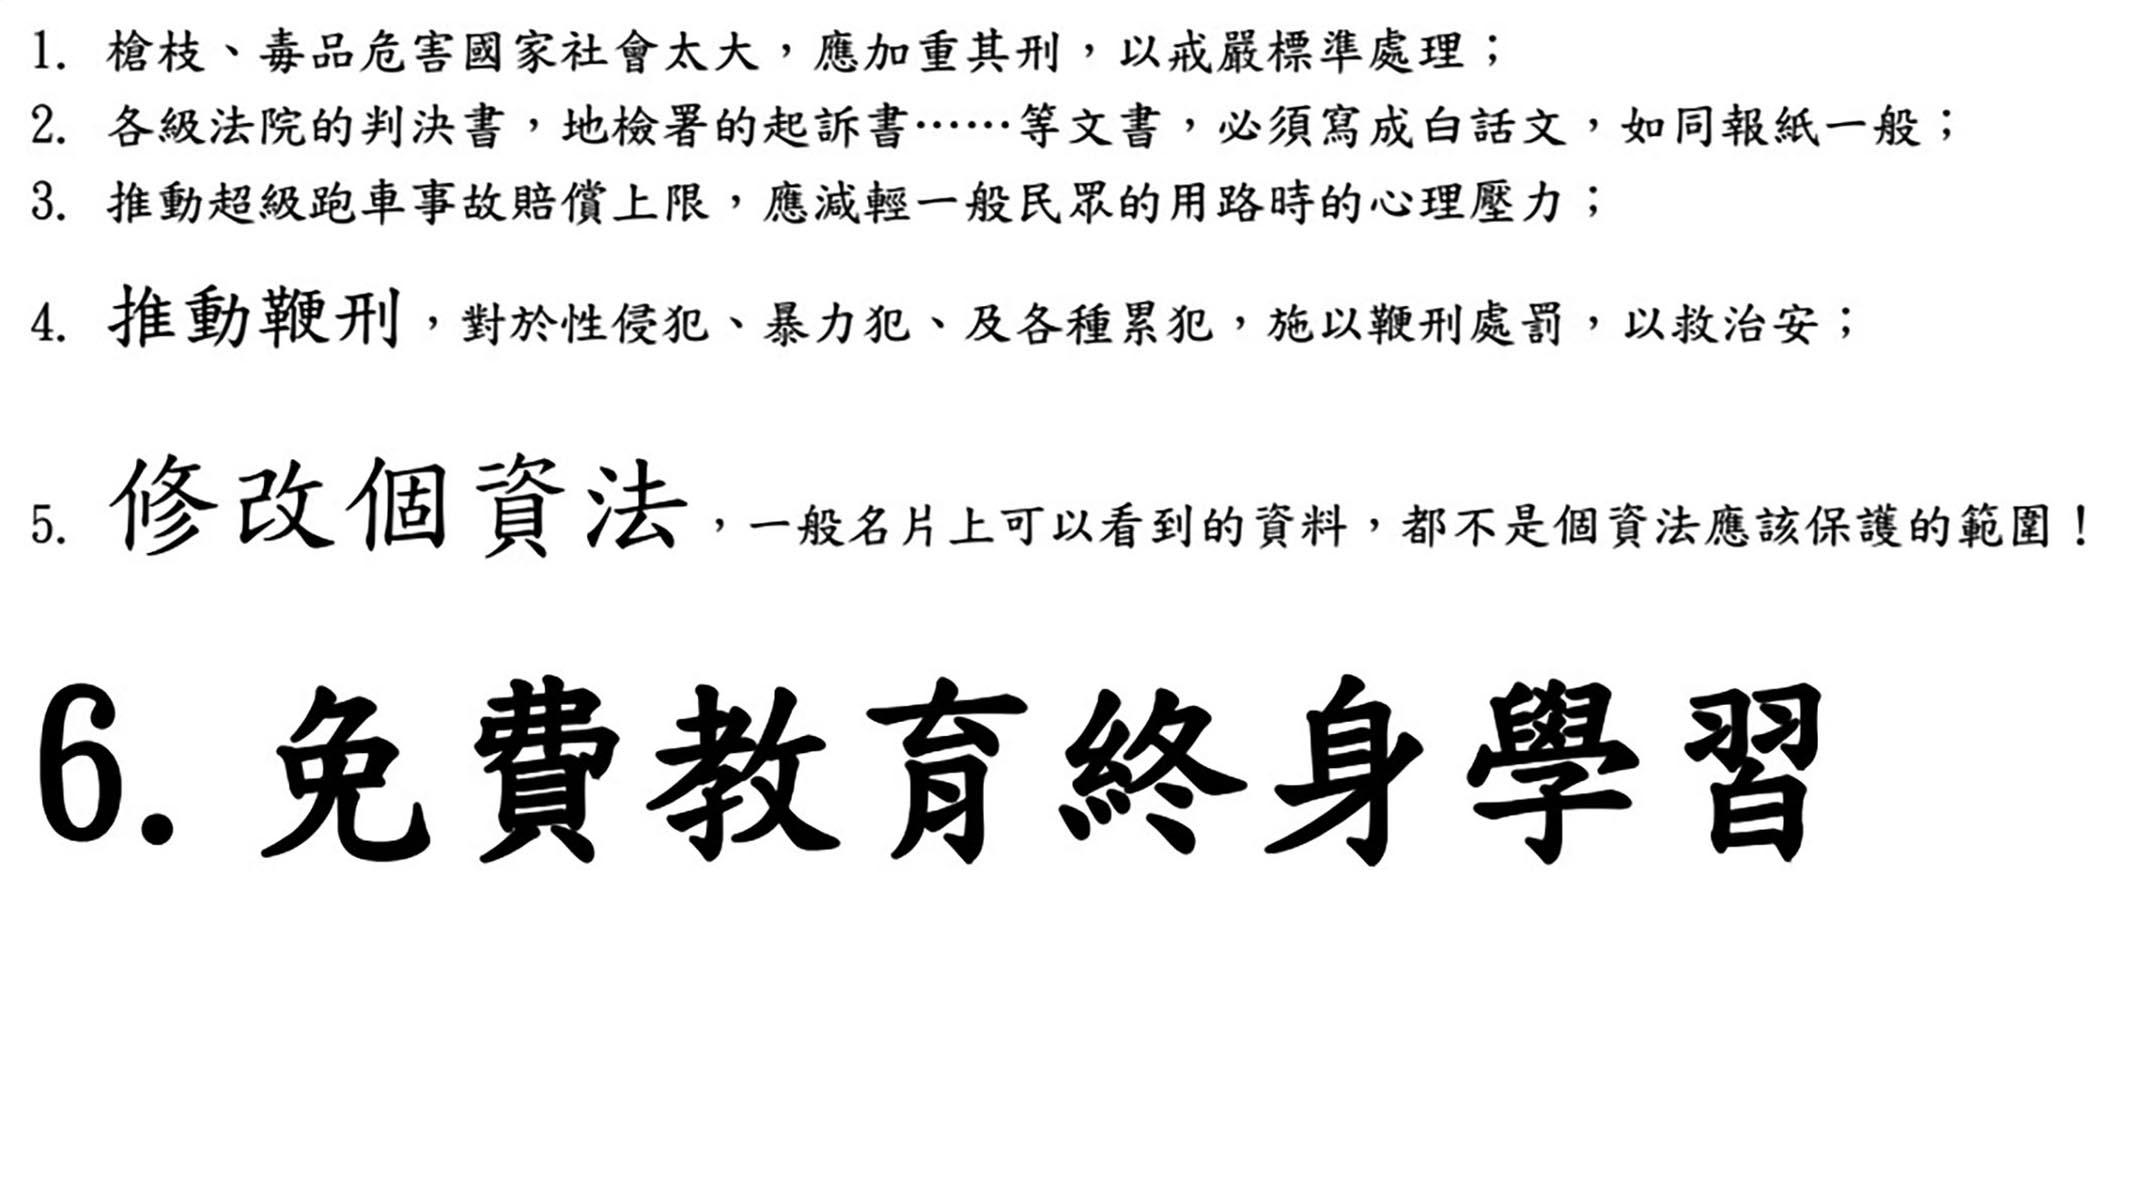 1. 槍枝、毒品危害國家社會太大，應加重其刑，以戒嚴標準處理；
2. 各級法院的判決書，地檢署的起訴書⋯⋯等文書，必須寫成白話文，如同報紙一般；
3. 推動超級跑車事故賠償上限，應減輕一般民眾的用路時的心理壓力；
4. 推動鞭刑，對於性侵犯、暴力犯、及各種累犯，施以鞭刑處罰，以救治安；
5. 修改個資法，一般名片上可以看到的資料，都不是個資法應該保護的範圍！
6. 免費教育終身學習